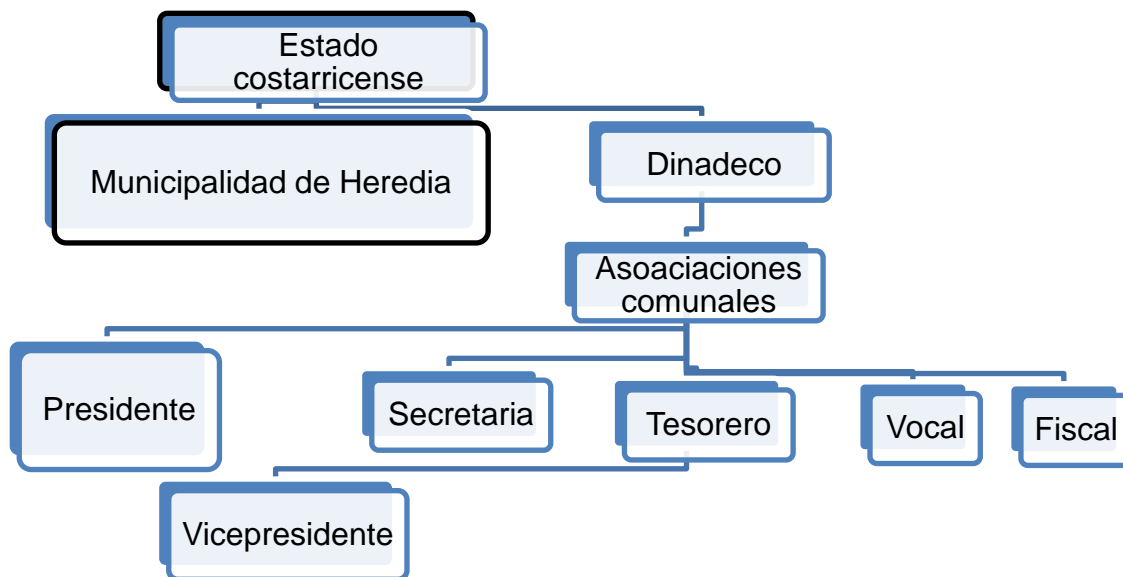 Estado
costarricense
Municipalidad de Heredia
Dinadeco
Asoaciaciones
comunales
Presidente
Secretaria
Tesorero
Vocal
Fiscal
Vicepresidente